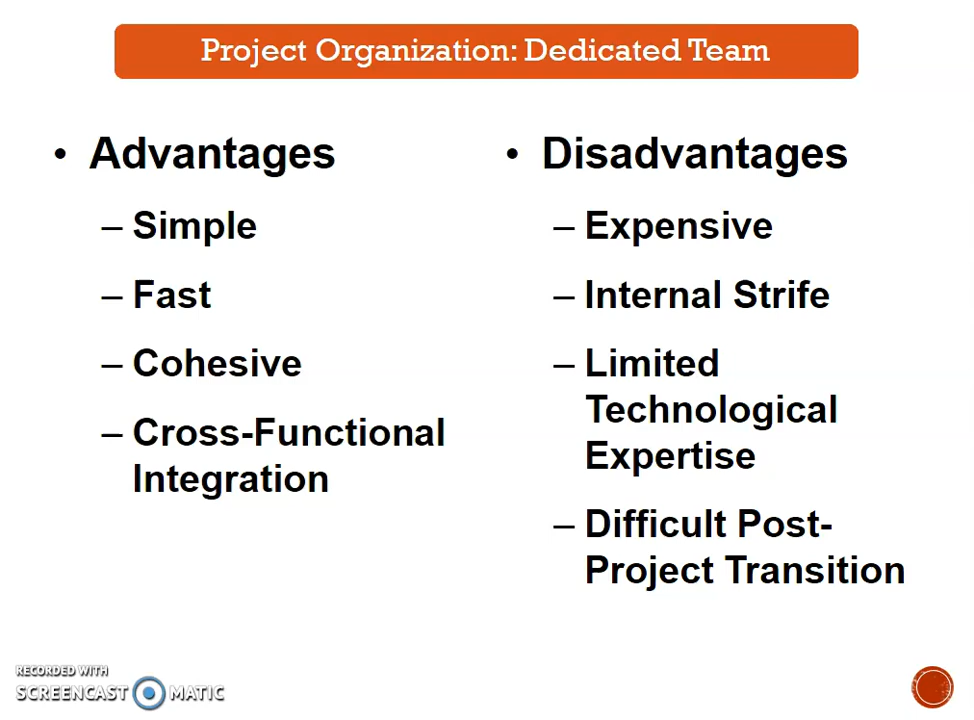 Project Organization: Dedicated Team
• Advantages
– Simple
– Fast
– Cohesive
– Cross-Functional
Integration
• Disadvantages
– Expensive
– Internal Strife
– Limited
Technological
Expertise
– Difficult Post-
Project Transition
RECORDED WITH
SCREENCAST MATIC